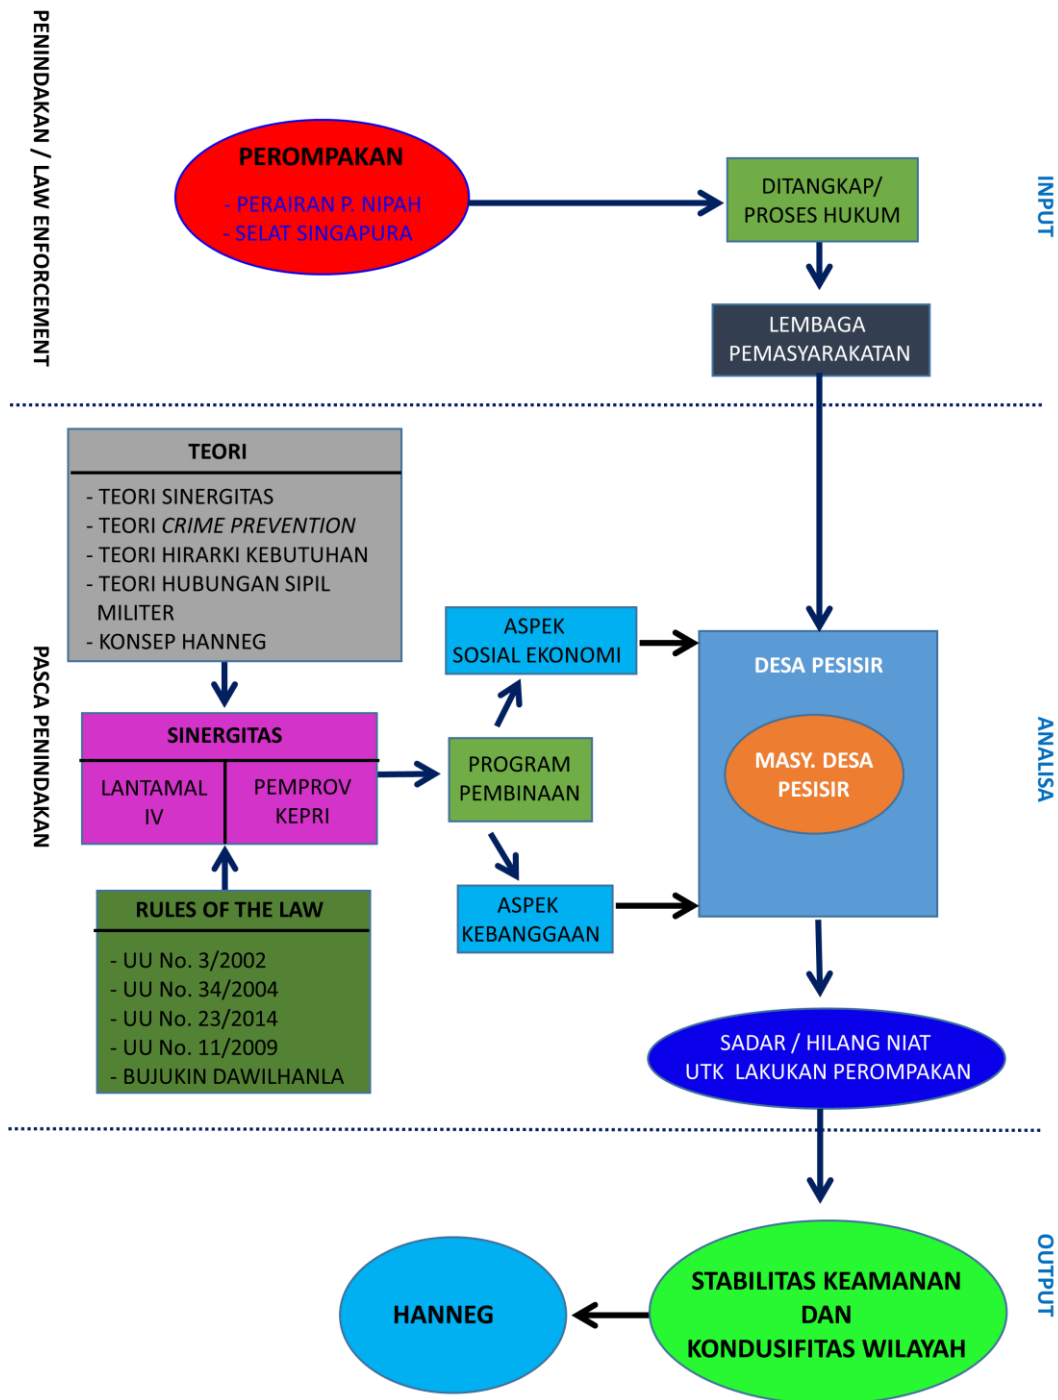 PENINDAKAN / LAW ENFORCEMENT
INPUT
PEROMPAKAN
- PERAIRAN P. NIPAH
- SELAT SINGAPURA
DITANGKAP/
PROSES HUKUM
LEMBAGA
PEMASYARAKATAN
PASCA PENINDAKAN
ANALISA
TEORI
- TEORI SINERGITAS
- TEORI CRIME PREVENTION
- TEORI HIRARKI KEBUTUHAN
- TEORI HUBUNGAN SIPIL
MILITER
- KONSEP HANNEG
SINERGITAS
LANTAMAL
IV
PEMPROV
KEPRI
RULES OF THE LAW
- UU No. 3/2002
- UU No. 34/2004
- UU No. 23/2014
- UU No. 11/2009
- BUJUKIN DAWILHANLA
PROGRAM
PEMBINAAN
ASPEK
SOSIAL EKONOMI
ASPEK
KEBANGGAAN
DESA PESISIR
MASY. DESA
PESISIR
SADAR / HILANG NIAT
UTK LAKUKAN PEROMPAKAN
OUTPUT
STABILITAS KEAMANAN
DAN
KONDUSIFITAS WILAYAH
HANNEG